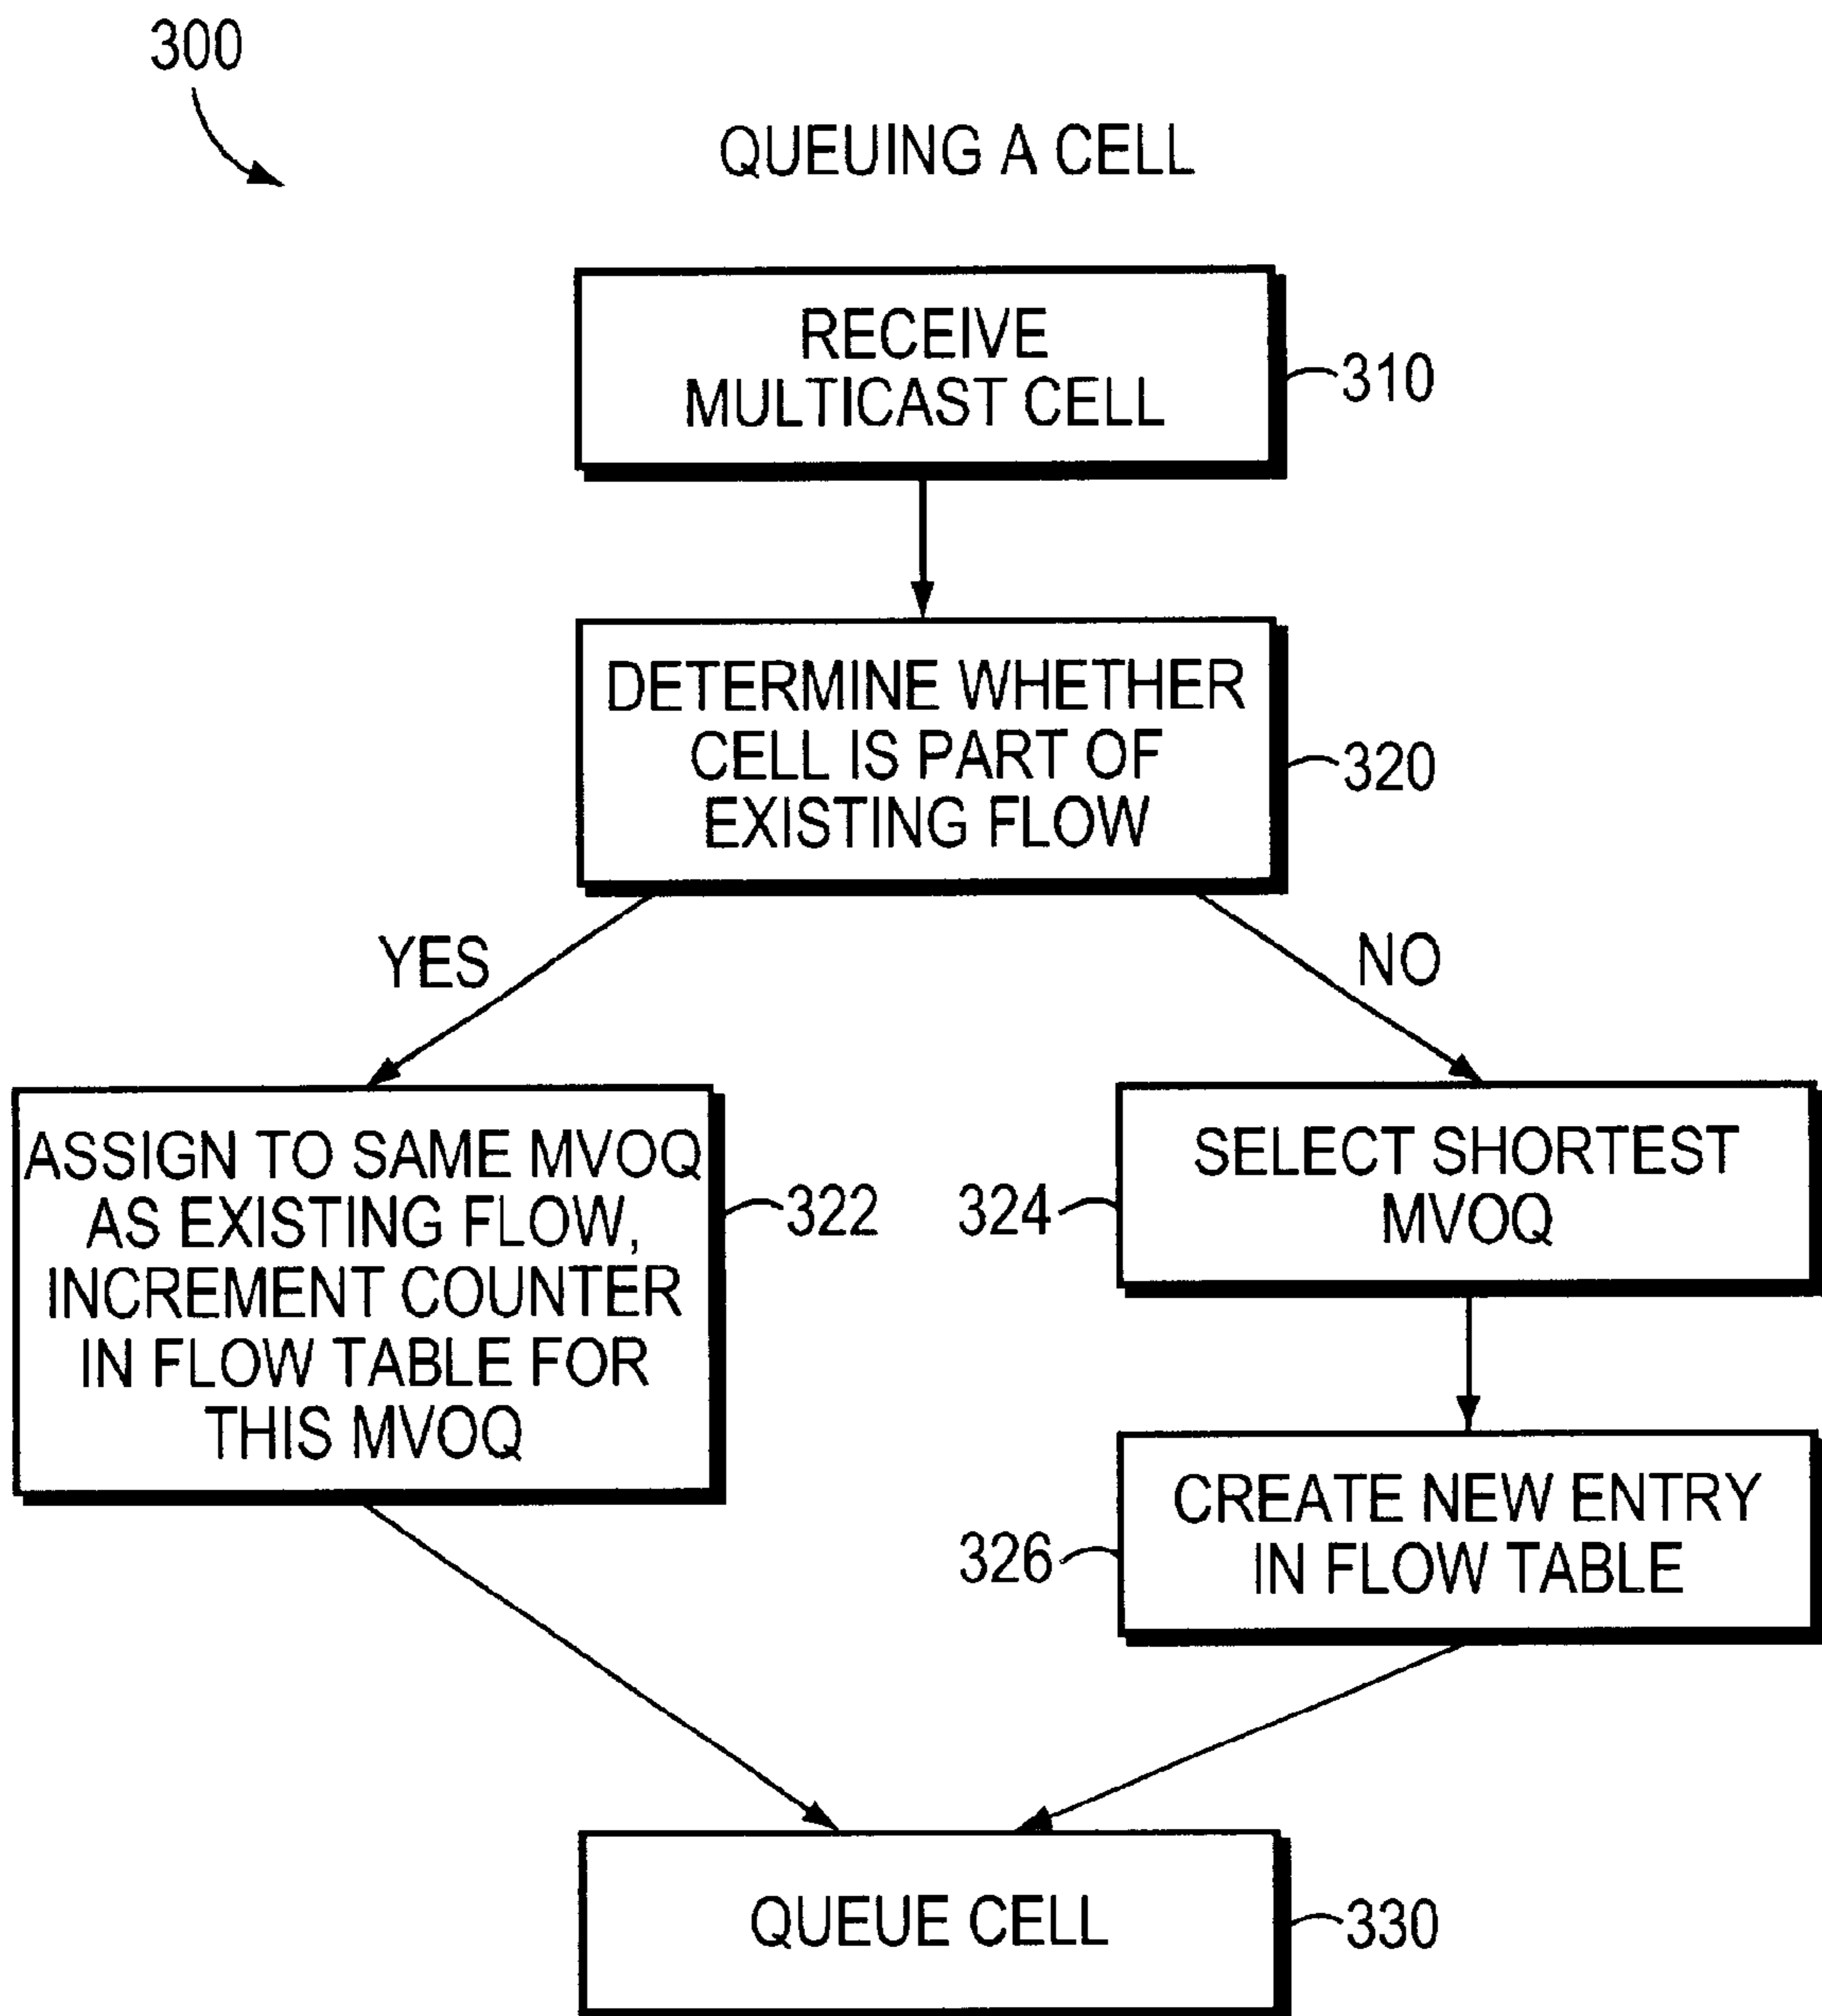 300
QUEUING A CELL
RECEIVE
MULTICAST CELL
310
DETERMINE WHETHER
CELL IS PART OF
EXISTING FLOW
320
YES
NO
ASSIGN TO SAME MVOQ
AS EXISTING FLOW,
INCREMENT COUNTER
IN FLOW TABLE FOR
THIS MVOQ
322
324
SELECT SHORTEST
MVOQ
326
CREATE NEW ENTRY
IN FLOW TABLE
QUEUE CELL
330